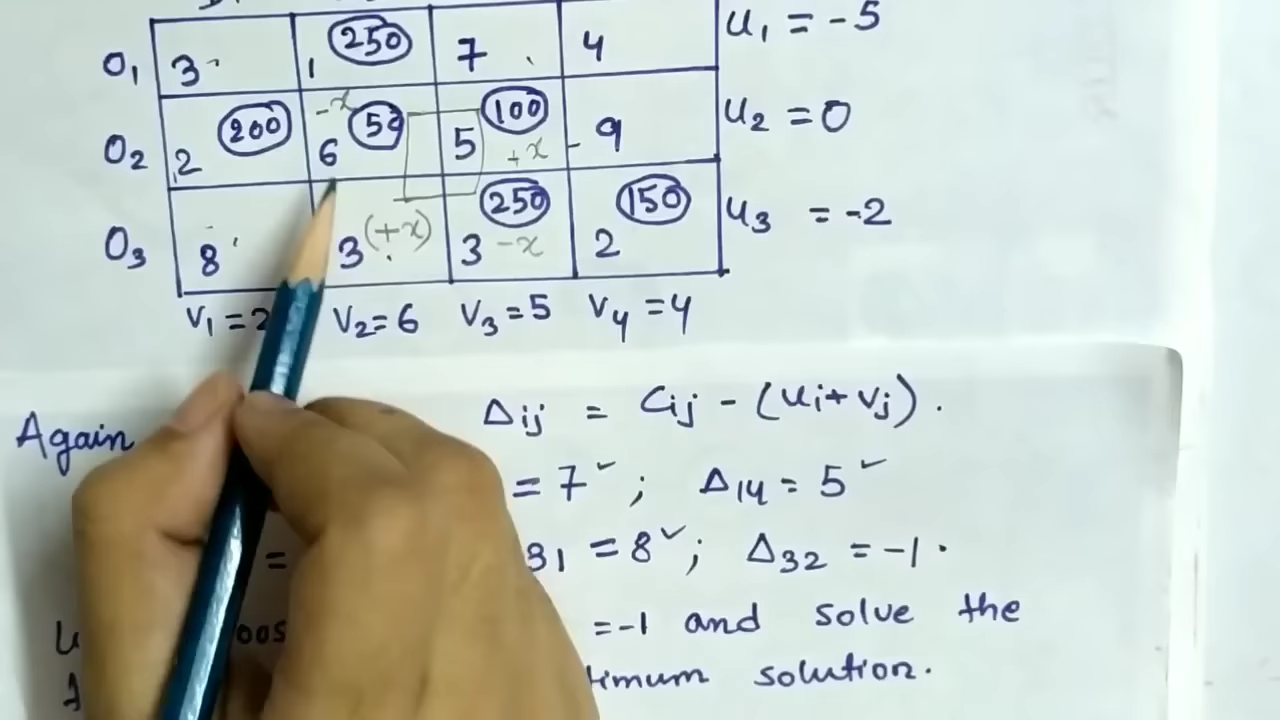 O1 3 1 (250) 7 4 u1 = -5
O2 2 (200) -x 6 (50) 5 (100) +x 9 u2 = 0
O3 8 3 (+x) 3 (250) -x 2 (150) u3 = -2
V1 = 2 V2 = 6 V3 = 5 V4 = 4
Again Δij = Cij - (ui + vj).
= 7 ✓ ; Δ14 = 5 ✓
= 31 = 8 ✓ ; Δ32 = -1 .
= -1 and solve the
solution.